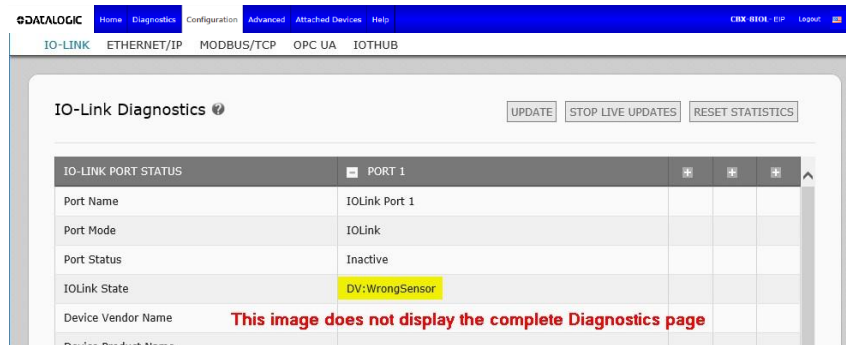 DATALOGIC Home Diagnostics Configuration Advanced Attached Devices Help CBX-8IOL-EIP Logout
IO-LINK ETHERNET/IP MODBUS/TCP OPC UA IOTHUB
IO-Link Diagnostics ? UPDATE STOP LIVE UPDATES RESET STATISTICS
IO-LINK PORT STATUS - PORT 1 + + +
Port Name IOLink Port 1
Port Mode IOLink
Port Status Inactive
IOLink State DV:WrongSensor
Device Vendor Name This image does not display the complete Diagnostics page
Device Product Name